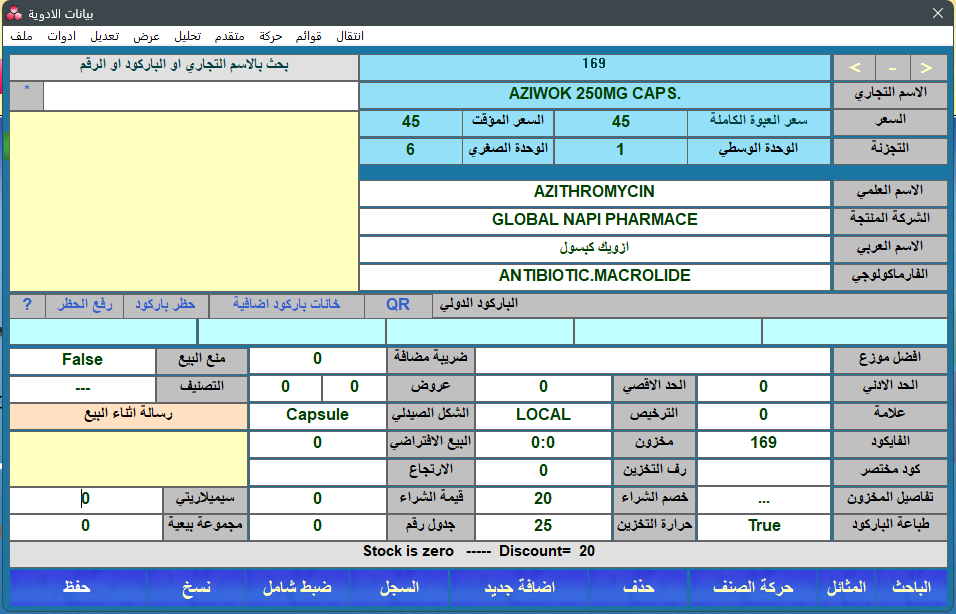 بيانات الادوية
ملف ادوات تعديل عرض تحليل متقدم حركة قوائم انتقال
< - > 169 بحث بالاسم التجاري او الباركود او الرقم
الاسم التجاري AZIWOK 250MG CAPS. *
السعر سعر العبوة الكاملة 45 السعر المؤقت 45
التجزئة الوحدة الوسطي 1 الوحدة الصغري 6
الاسم العلمي AZITHROMYCIN
الشركة المنتجة GLOBAL NAPI PHARMACE
الاسم العربي ازويك كبسول
الفارماكولوجي ANTIBIOTIC.MACROLIDE
الباركود الدولي QR خانات باركود اضافية حظر باركود رفع الحظر ?
افضل موزع ضريبة مضافة 0 منع البيع False
الحد الادني 0 الحد الاقصي 0 عروض 0 0 التصنيف ---
علامة 0 الترخيص LOCAL الشكل الصيدلي Capsule رسالة اثناء البيع
الفايكود 169 مخزون 0:0 البيع الافتراضي 0
كود مختصر رف التخزين 0 الارتجاع
تفاصيل المخزون ... خصم الشراء 20 قيمة الشراء 0 سيميلاريتي 0
طباعة الباركود True حرارة التخزين 25 جدول رقم 0 مجموعة بيعية 0
Stock is zero ----- Discount= 20
الباحث المثائل حركة الصنف حذف اضافة جديد السجل ضبط شامل نسخ حفظ